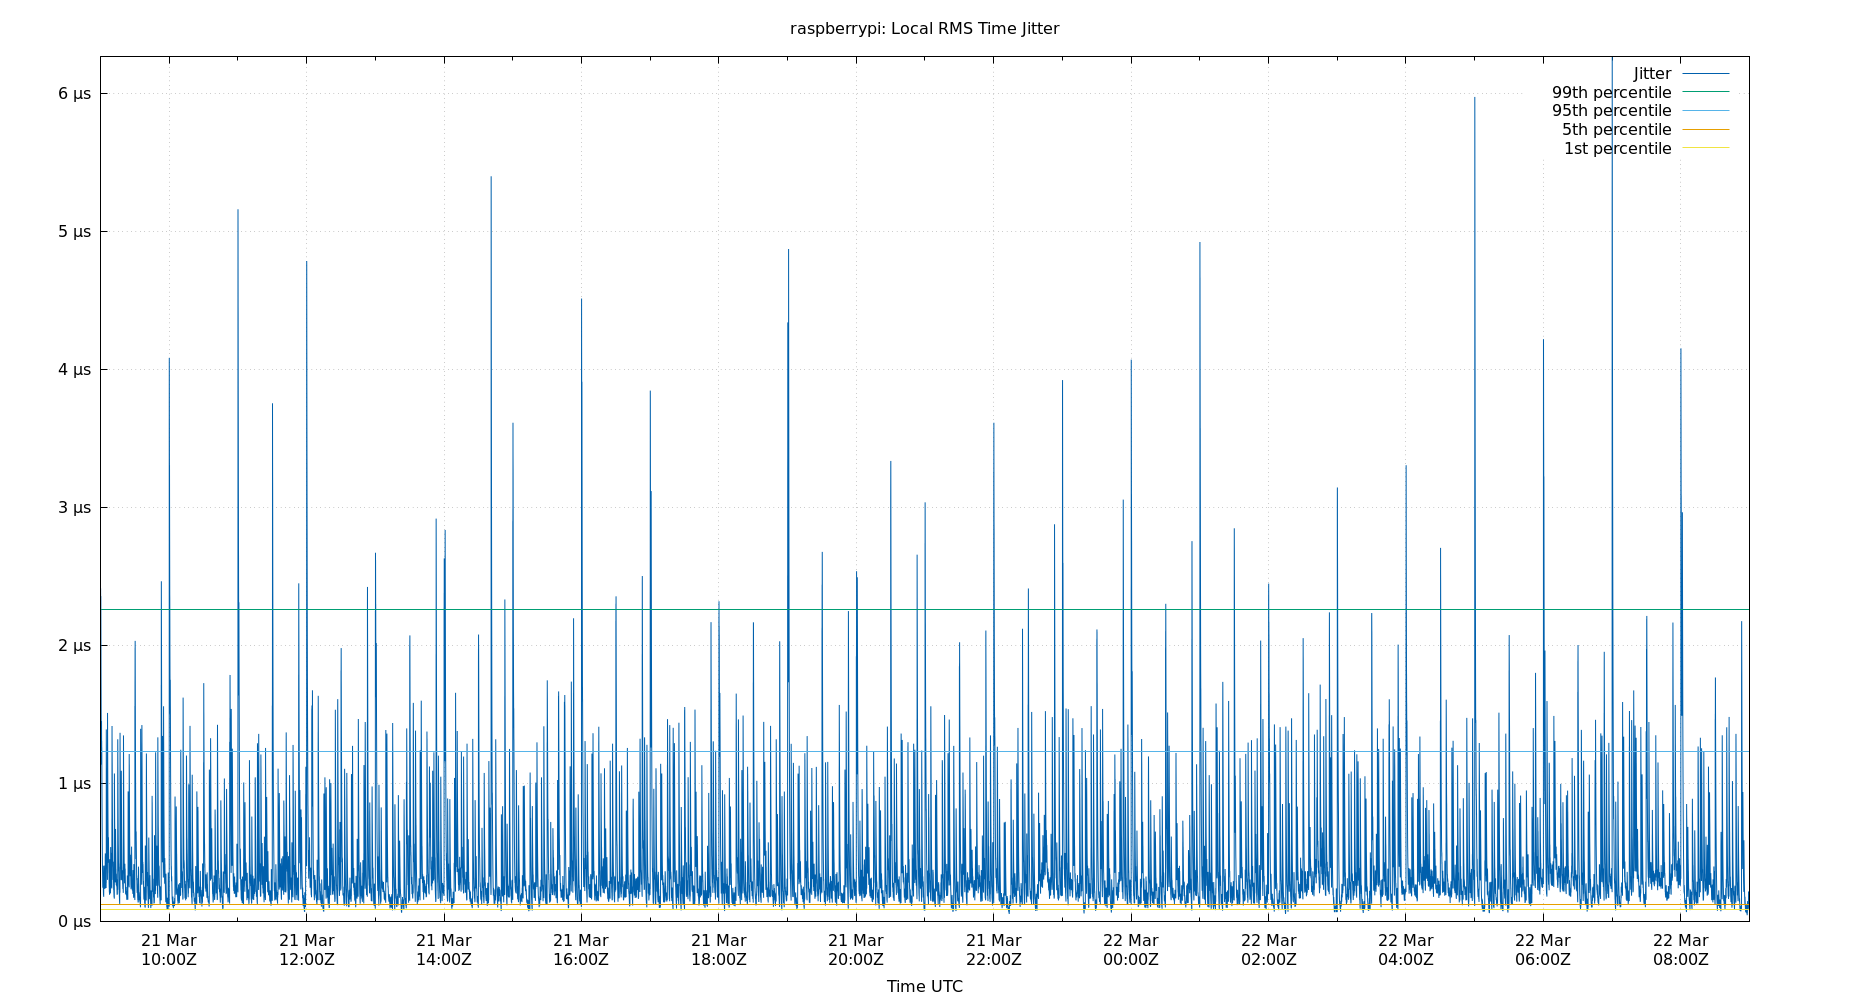 raspberrypi: Local RMS Time Jitter
Jitter
99th percentile
95th percentile
5th percentile
1st percentile
6 µs
5 µs
4 µs
3 µs
2 µs
1 µs
0 µs
21 Mar 21 Mar 21 Mar 21 Mar 21 Mar 21 Mar 21 Mar 22 Mar 22 Mar 22 Mar 22 Mar 22 Mar
10:00Z 12:00Z 14:00Z 16:00Z 18:00Z 20:00Z 22:00Z 00:00Z 02:00Z 04:00Z 06:00Z 08:00Z
Time UTC